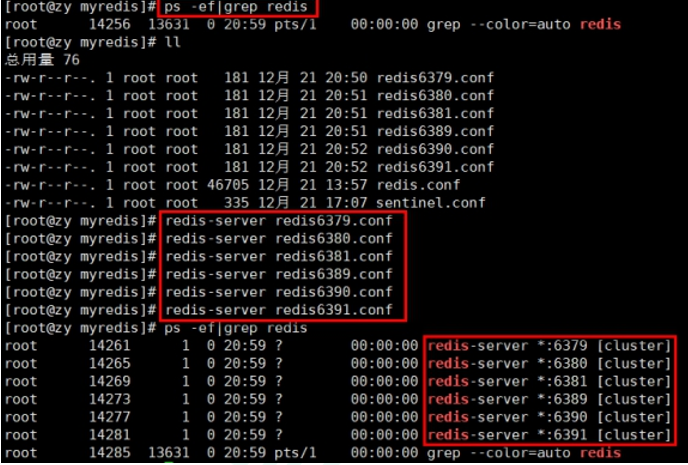 [root@zy myredis]# ps -ef|grep redis
root 14256 13631 0 20:59 pts/1 00:00:00 grep --color=auto redis
[root@zy myredis]# ll
总用量 76
-rw-r--r--. 1 root root 181 12月 21 20:50 redis6379.conf
-rw-r--r--. 1 root root 181 12月 21 20:51 redis6380.conf
-rw-r--r--. 1 root root 181 12月 21 20:51 redis6381.conf
-rw-r--r--. 1 root root 181 12月 21 20:51 redis6389.conf
-rw-r--r--. 1 root root 181 12月 21 20:52 redis6390.conf
-rw-r--r--. 1 root root 181 12月 21 20:52 redis6391.conf
-rw-r--r--. 1 root root 46705 12月 21 13:57 redis.conf
-rw-r--r--. 1 root root 335 12月 21 17:07 sentinel.conf
[root@zy myredis]# redis-server redis6379.conf
[root@zy myredis]# redis-server redis6380.conf
[root@zy myredis]# redis-server redis6381.conf
[root@zy myredis]# redis-server redis6389.conf
[root@zy myredis]# redis-server redis6390.conf
[root@zy myredis]# redis-server redis6391.conf
[root@zy myredis]# ps -ef|grep redis
root 14261 1 0 20:59 ? 00:00:00 redis-server *:6379 [cluster]
root 14265 1 0 20:59 ? 00:00:00 redis-server *:6380 [cluster]
root 14269 1 0 20:59 ? 00:00:00 redis-server *:6381 [cluster]
root 14273 1 0 20:59 ? 00:00:00 redis-server *:6389 [cluster]
root 14277 1 0 20:59 ? 00:00:00 redis-server *:6390 [cluster]
root 14281 1 0 20:59 ? 00:00:00 redis-server *:6391 [cluster]
root 14285 13631 0 20:59 pts/1 00:00:00 grep --color=auto redis